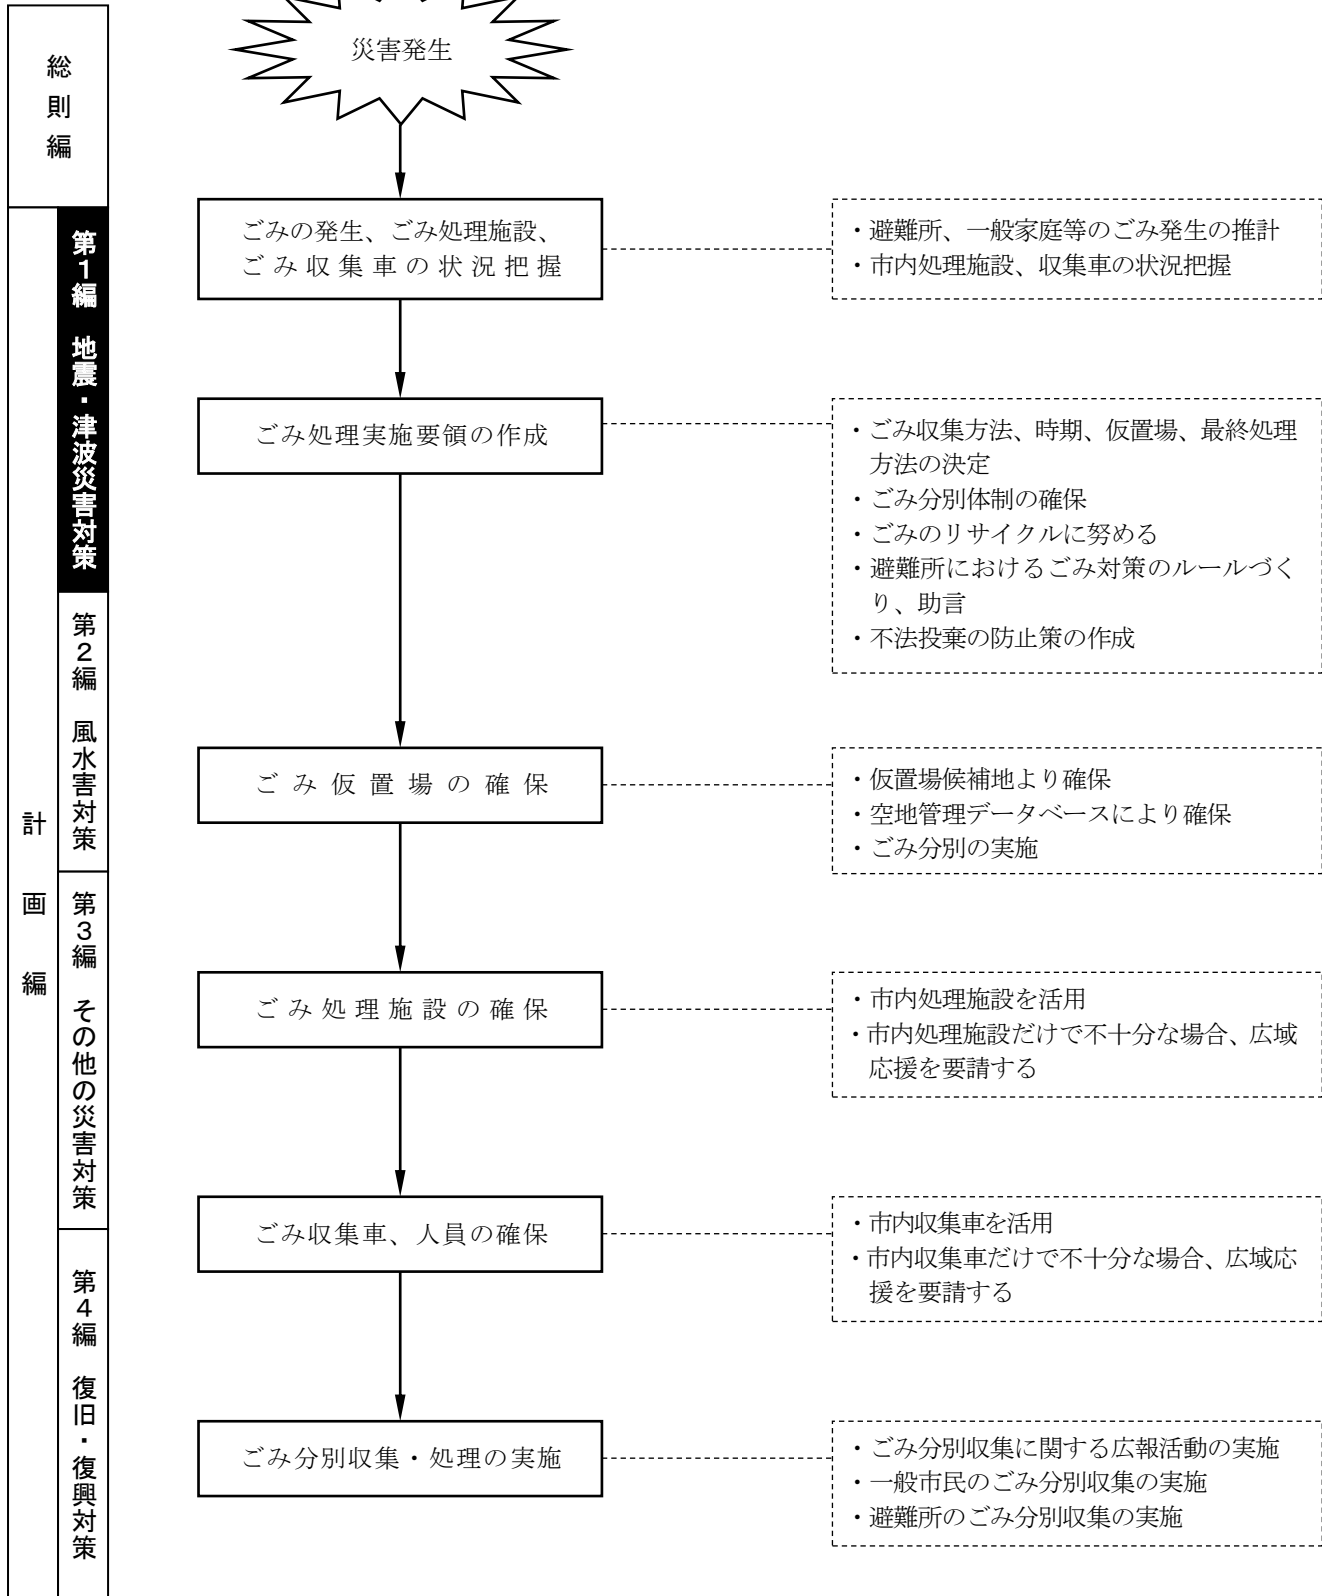 総則編
計画編
第1編 地震・津波災害対策
第2編 風水害対策
第3編 その他の災害対策
第4編 復旧・復興対策
災害発生
ごみの発生、ごみ処理施設、
ごみ収集車の状況把握
・避難所、一般家庭等のごみ発生の推計
・市内処理施設、収集車の状況把握
ごみ処理実施要領の作成
・ごみ収集方法、時期、仮置場、最終処理
方法の決定
・ごみ分別体制の確保
・ごみのリサイクルに努める
・避難所におけるごみ対策のルールづく
り、助言
・不法投棄の防止策の作成
ごみ仮置場の確保
・仮置場候補地より確保
・空地管理データベースにより確保
・ごみ分別の実施
ごみ処理施設の確保
・市内処理施設を活用
・市内処理施設だけで不十分な場合、広域
応援を要請する
ごみ収集車、人員の確保
・市内収集車を活用
・市内収集車だけで不十分な場合、広域応
援を要請する
ごみ分別収集・処理の実施
・ごみ分別収集に関する広報活動の実施
・一般市民のごみ分別収集の実施
・避難所のごみ分別収集の実施